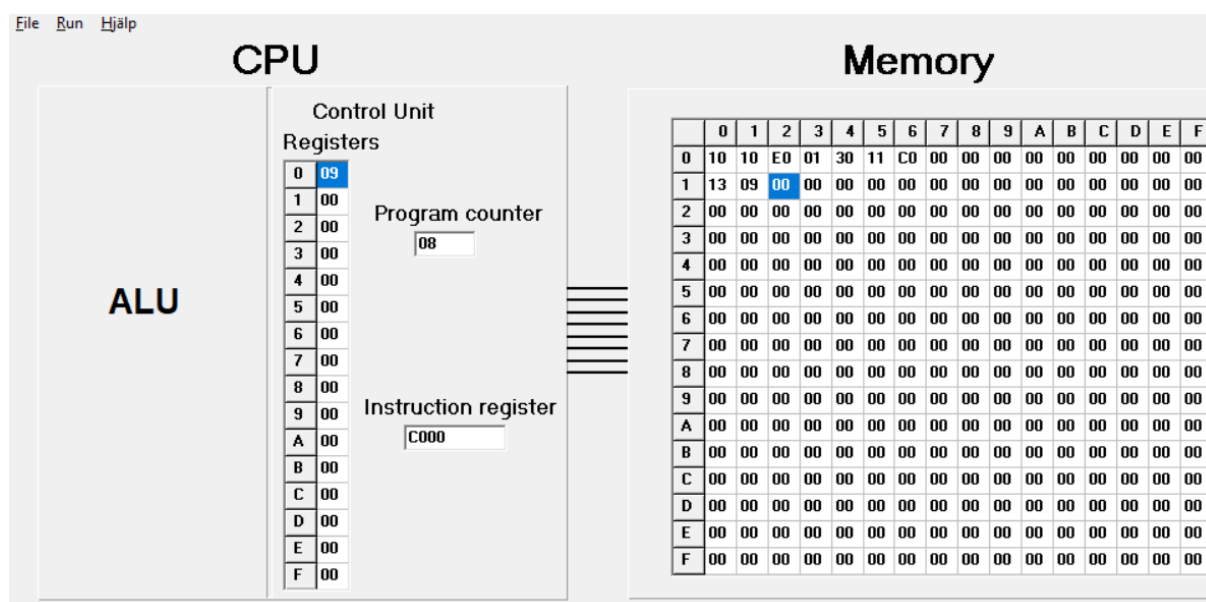 File Run Hjälp
CPU
Memory
ALU
Control Unit
Registers
0 09
1 00
2 00
3 00
4 00
5 00
6 00
7 00
8 00
9 00
A 00
B 00
C 00
D 00
E 00
F 00
Program counter
08
Instruction register
C000
0 1 2 3 4 5 6 7 8 9 A B C D E F
0 10 10 E0 01 30 11 C0 00 00 00 00 00 00 00 00 00
1 13 09 00 00 00 00 00 00 00 00 00 00 00 00 00 00
2 00 00 00 00 00 00 00 00 00 00 00 00 00 00 00 00
3 00 00 00 00 00 00 00 00 00 00 00 00 00 00 00 00
4 00 00 00 00 00 00 00 00 00 00 00 00 00 00 00 00
5 00 00 00 00 00 00 00 00 00 00 00 00 00 00 00 00
6 00 00 00 00 00 00 00 00 00 00 00 00 00 00 00 00
7 00 00 00 00 00 00 00 00 00 00 00 00 00 00 00 00
8 00 00 00 00 00 00 00 00 00 00 00 00 00 00 00 00
9 00 00 00 00 00 00 00 00 00 00 00 00 00 00 00 00
A 00 00 00 00 00 00 00 00 00 00 00 00 00 00 00 00
B 00 00 00 00 00 00 00 00 00 00 00 00 00 00 00 00
C 00 00 00 00 00 00 00 00 00 00 00 00 00 00 00 00
D 00 00 00 00 00 00 00 00 00 00 00 00 00 00 00 00
E 00 00 00 00 00 00 00 00 00 00 00 00 00 00 00 00
F 00 00 00 00 00 00 00 00 00 00 00 00 00 00 00 00